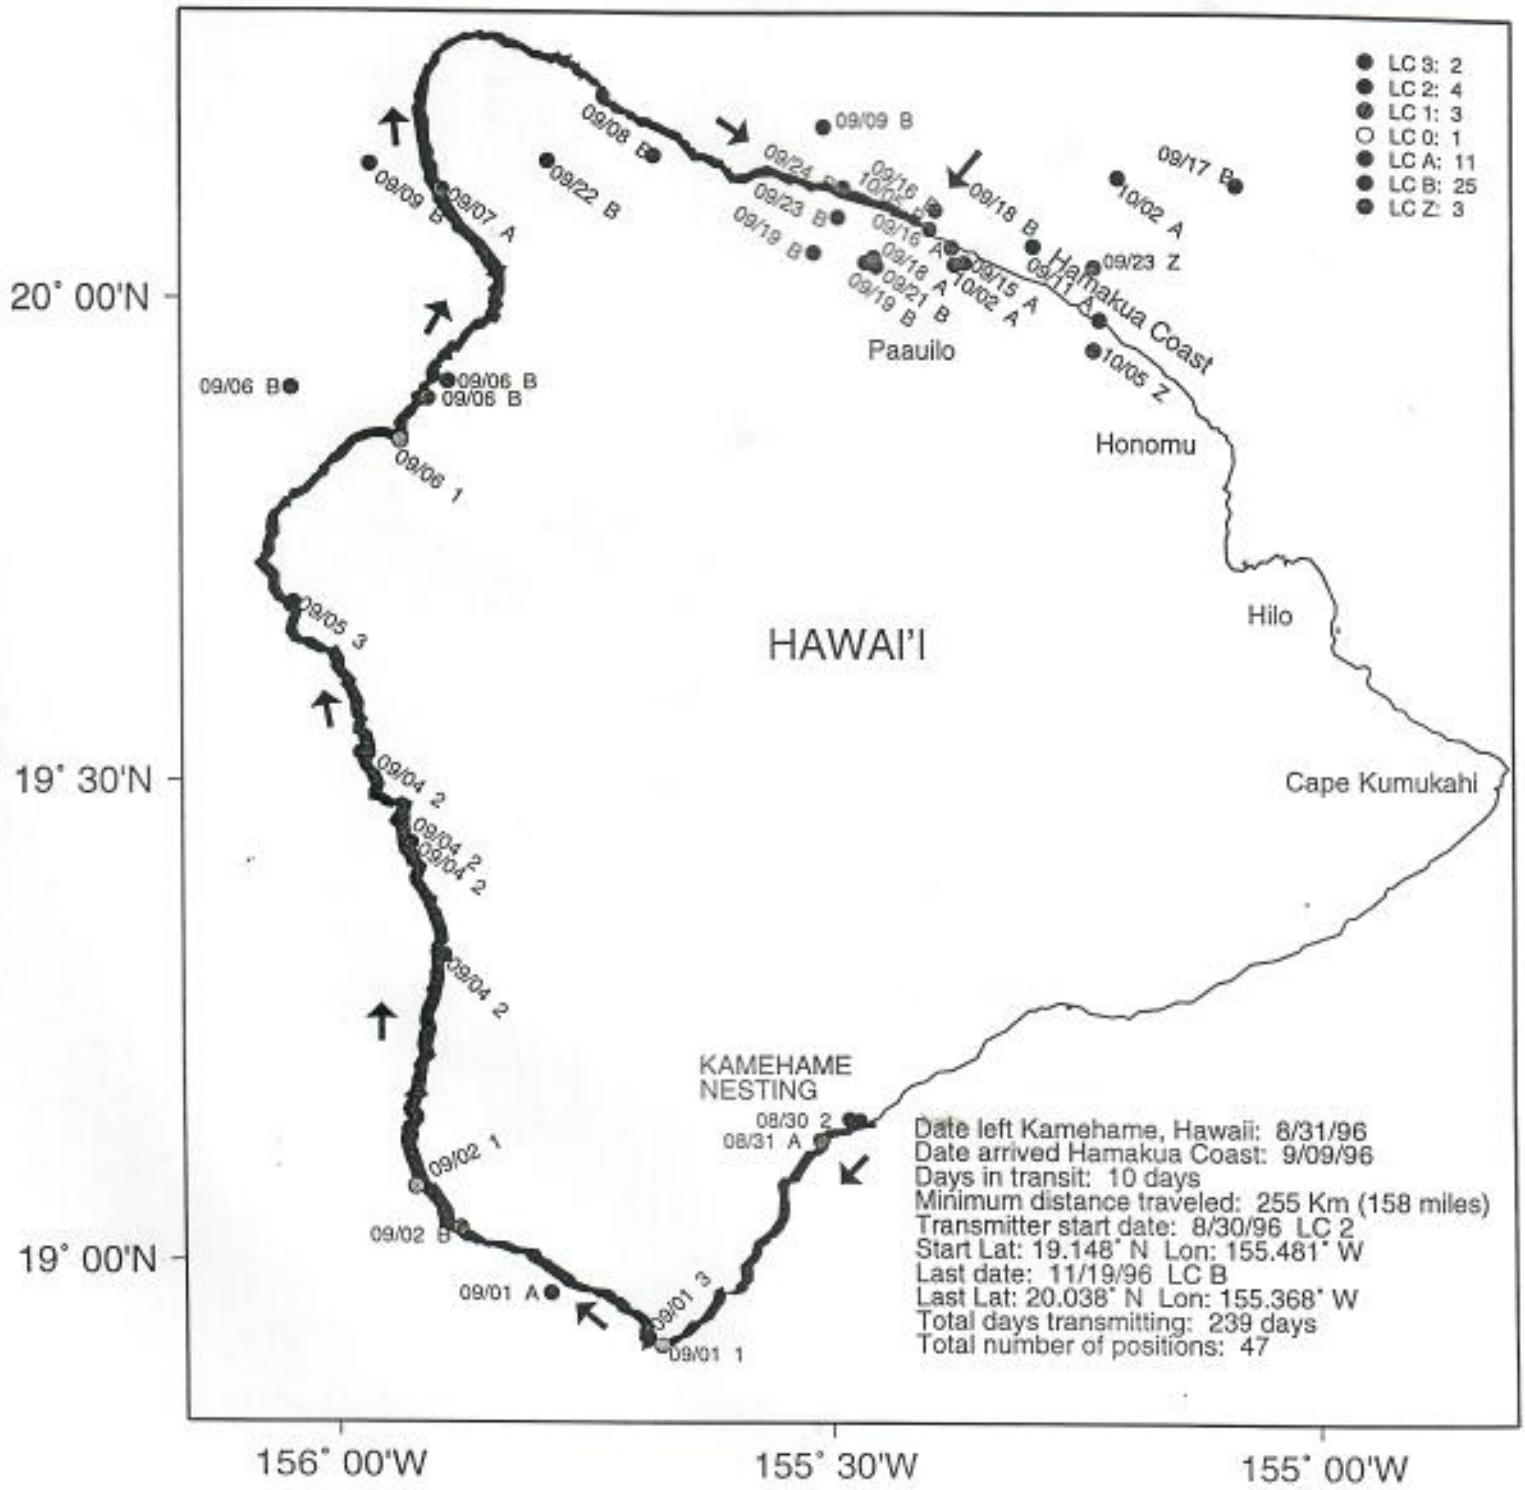 LC 3: 2
LC 2: 4
LC 1: 3
LC 0: 1
LC A: 11
LC B: 25
LC Z: 3
09/09 B
09/08 B
09/17 B
09/24
09/16 B
10/05
09/18 B
10/02 A
09/09 B
09/07 A
09/22 B
09/23 B
09/19 B
09/16 A
09/18 A
09/21 B
09/19 B
09/15 A
10/02 A
09/11 A
09/23 Z
Hamakua Coast
20° 00'N
Paauilo
10/05 Z
09/06 B
09/06 B
09/06 B
Honomu
09/06 1
09/05 3
Hilo
HAWAI'I
09/04 2
19° 30'N
Cape Kumukahi
09/04 2
09/04 2
09/04 2
KAMEHAME
NESTING
08/30 2
08/31 A
09/02 1
09/02 B
19° 00'N
09/01 A
09/01 3
09/01 1
Date left Kamehame, Hawaii: 8/31/96
Date arrived Hamakua Coast: 9/09/96
Days in transit: 10 days
Minimum distance traveled: 255 Km (158 miles)
Transmitter start date: 8/30/96 LC 2
Start Lat: 19.148° N Lon: 155.481° W
Last date: 11/19/96 LC B
Last Lat: 20.038° N Lon: 155.368° W
Total days transmitting: 239 days
Total number of positions: 47
156° 00'W
155° 30'W
155° 00'W